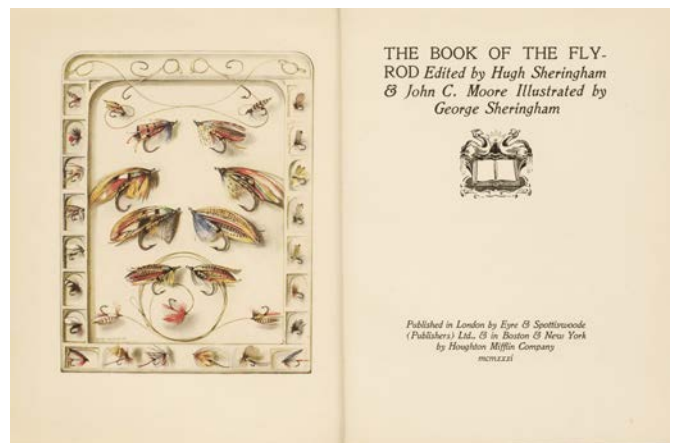 THE BOOK OF THE FLY-
ROD Edited by Hugh Sheringham
& John C. Moore Illustrated by
George Sheringham
Published in London by Eyre & Spottiswoode
(Publishers) Ltd., & in Boston & New York
by Houghton Mifflin Company
mcmxxxi